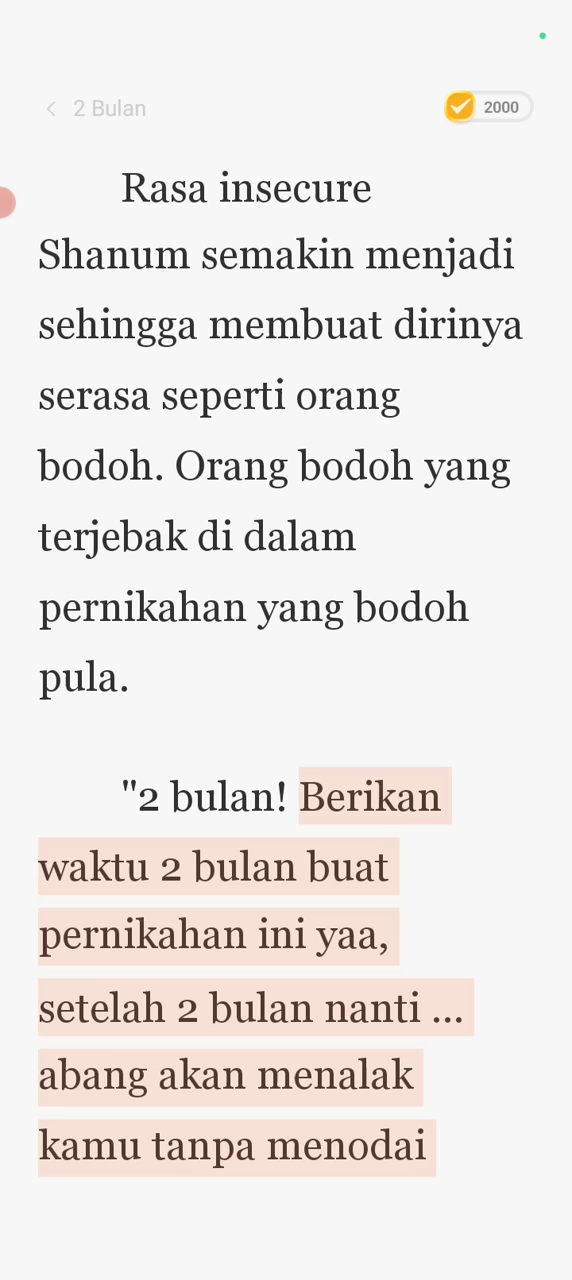 2 Bulan
2000
Rasa insecure
Shanum semakin menjadi
sehingga membuat dirinya
serasa seperti orang
bodoh. Orang bodoh yang
terjebak di dalam
pernikahan yang bodoh
pula.
"2 bulan! Berikan
waktu 2 bulan buat
pernikahan ini yaa,
setelah 2 bulan nanti ...
abang akan menalak
kamu tanpa menodai